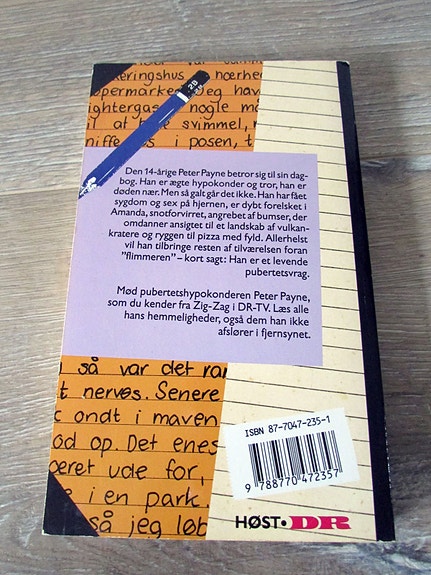 keringshus
nærhe
permarked
jeg hav
ightergas
nogle
svimmel,
niffe
i posen, t
2B
Den 14-årige Peter Payne betror sig til sin dag-
bog. Han er ægte hypokonder og tror, han er
døden nær. Men så galt går det ikke. Han har fået
sygdom og sex på hjernen, er dybt forelsket i
Amanda, snotforvirret, angrebet af bumser, der
omdanner ansigtet til et landskab af vulkan-
kratere og ryggen til pizza med fyld. Allerhelst
vil han tilbringe resten af tilværelsen foran
"flimmeren" – kort sagt: Han er et levende
pubertetsvrag.
Mød pubertetshypokonderen Peter Payne,
som du kender fra Zig-Zag i DR-TV. Læs alle
hans hemmeligheder, også dem han ikke
afslører i fjernsynet.
så var det ran
t nervøs. Senere
ondt i maven
od op. Det enes
eret ude for,
i en park.
så jeg løb
ISBN 87-7047-235-1
9 788770 472357
HØST•DR